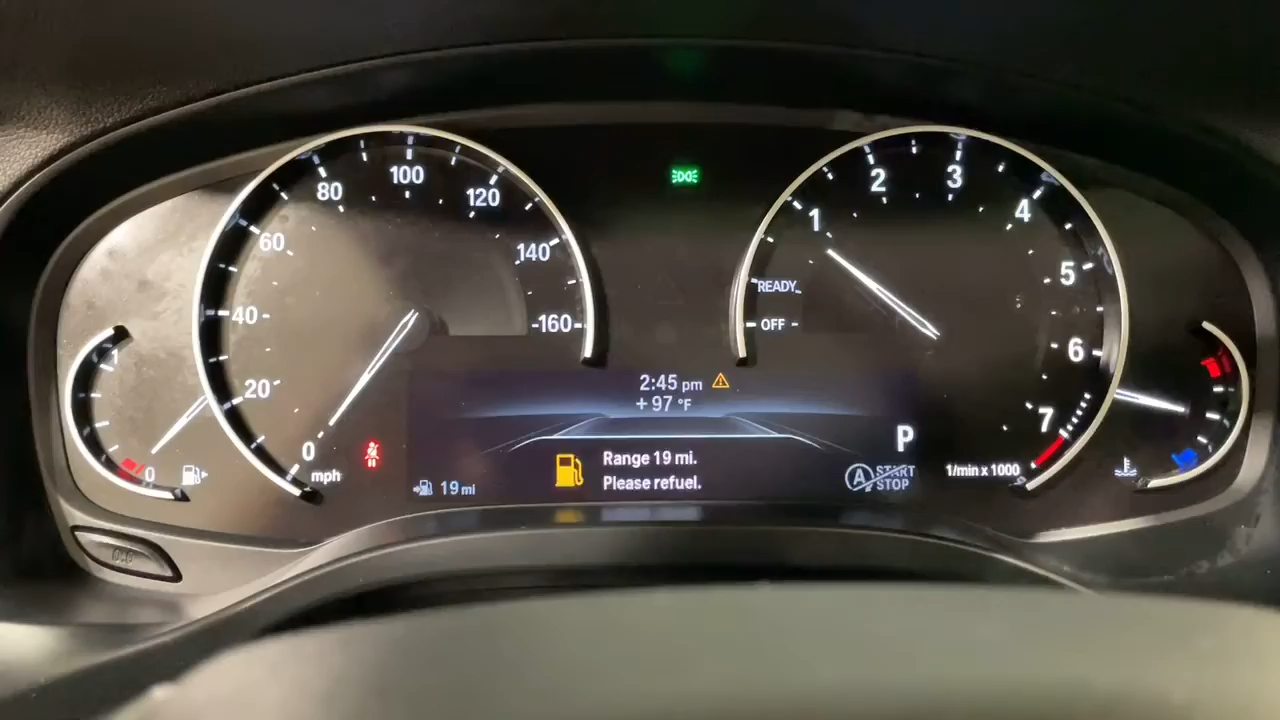 20
40
60
80
100
120
140
-160-
0
mph
1
0
19 mi
2:45 pm
+97 °F
Range 19 mi.
Please refuel.
P
A START
STOP
OFF
READY
1
2
3
4
5
6
7
1/min x 1000